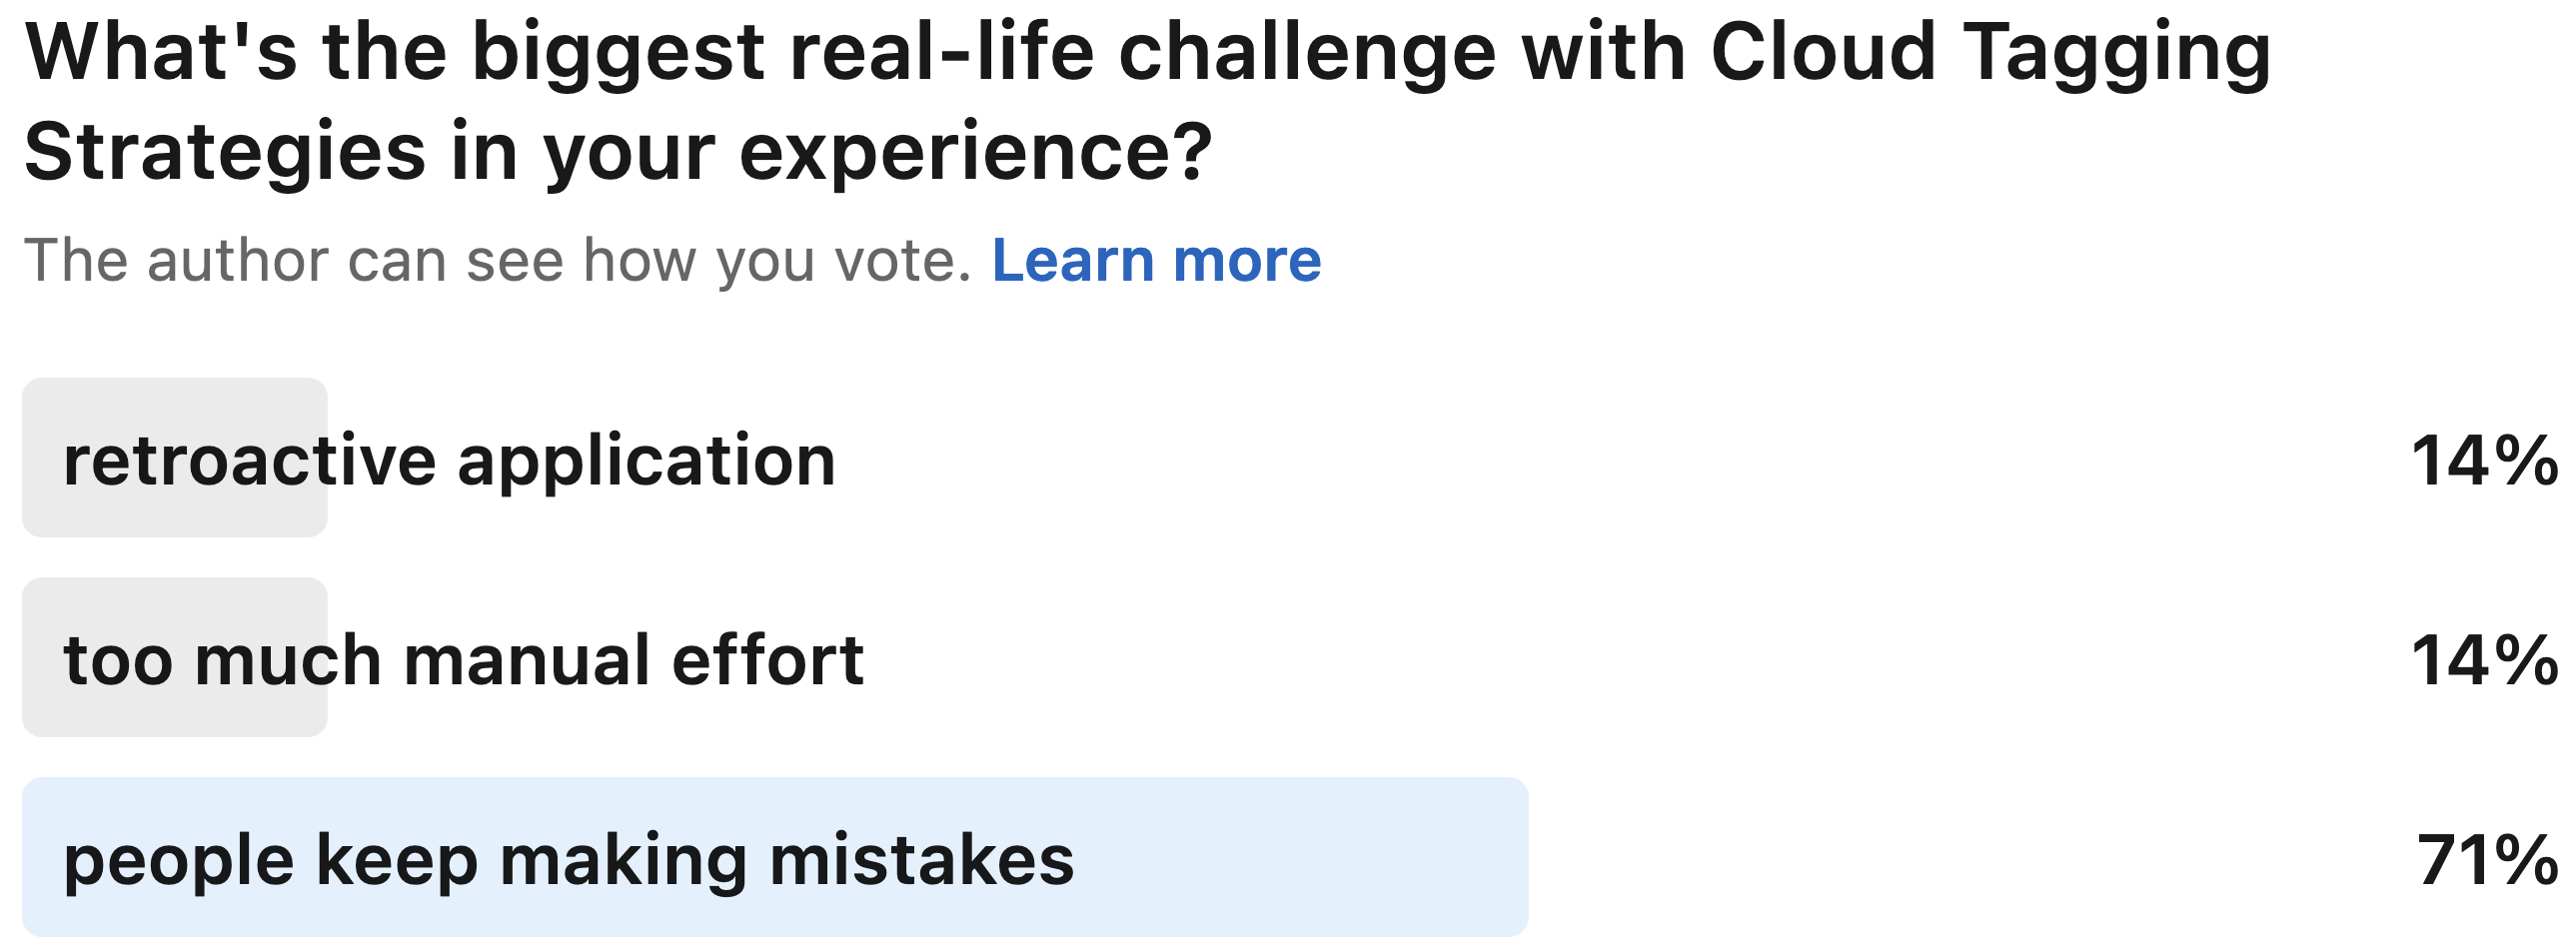 What's the biggest real-life challenge with Cloud Tagging
Strategies in your experience?
The author can see how you vote. Learn more
retroactive application 14%
too much manual effort 14%
people keep making mistakes 71%